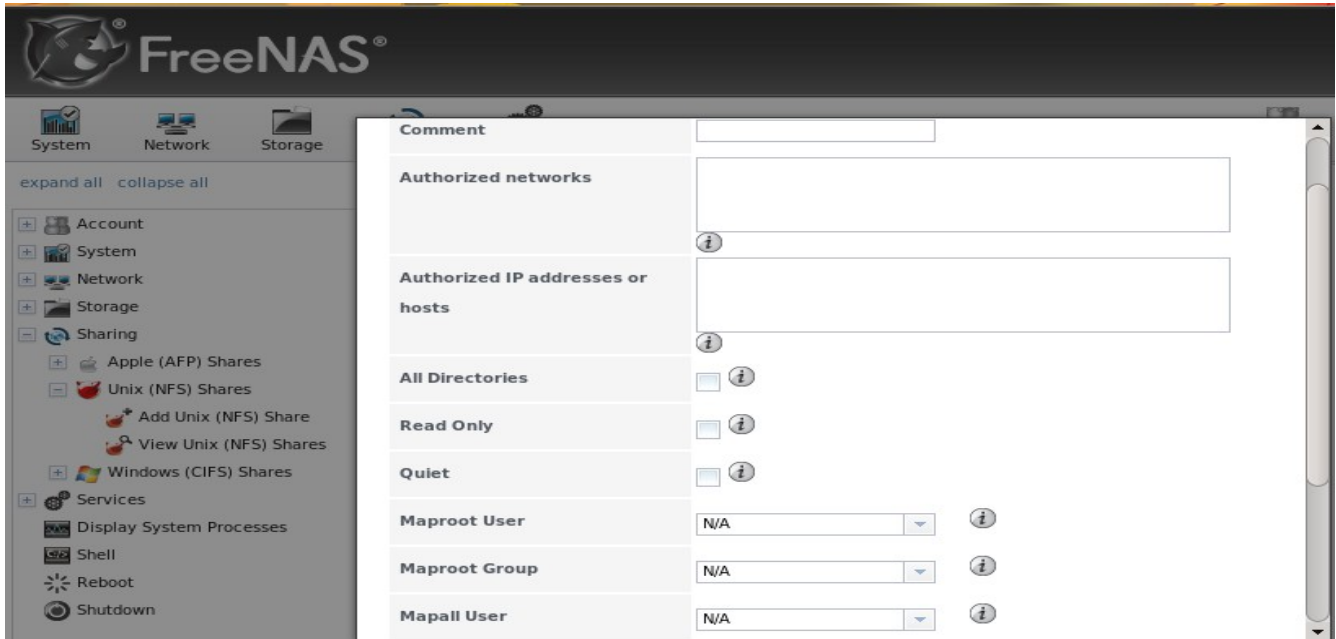 FreeNAS®
System
Network
Storage
expand all collapse all
Account
System
Network
Storage
Sharing
Apple (AFP) Shares
Unix (NFS) Shares
Add Unix (NFS) Share
View Unix (NFS) Shares
Windows (CIFS) Shares
Services
Display System Processes
Shell
Reboot
Shutdown
Comment
Authorized networks
Authorized IP addresses or
hosts
All Directories
Read Only
Quiet
Maproot User
N/A
Maproot Group
N/A
Mapall User
N/A